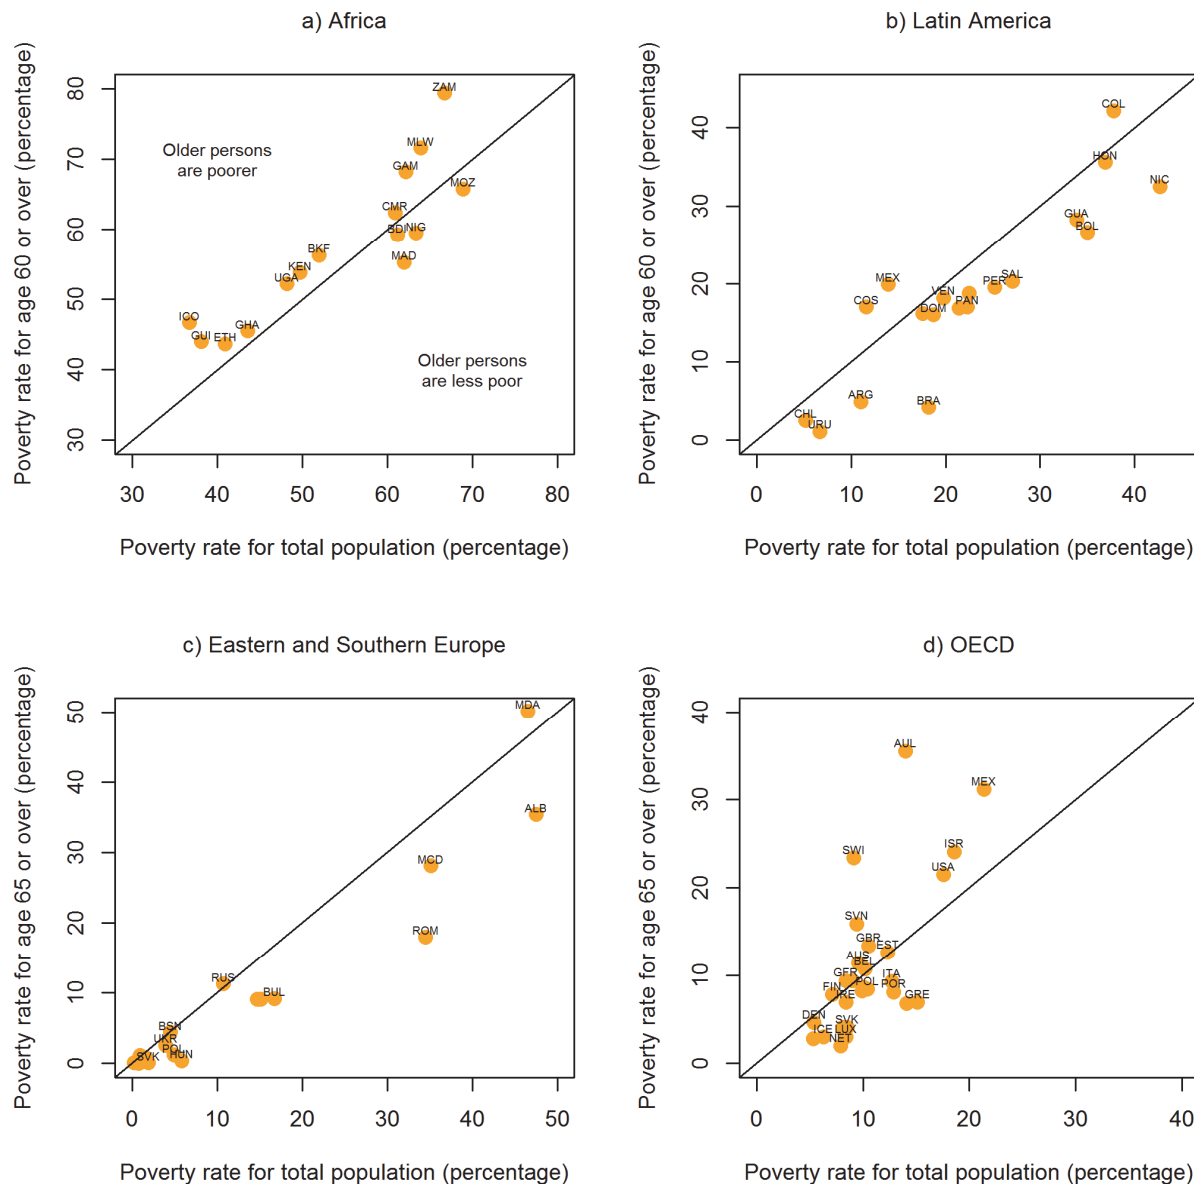 a) Africa
Poverty rate for age 60 or over (percentage)
80
70
60
50
40
30
Older persons
are poorer
Older persons
are less poor
ZAM
MLW
GAM
MOZ
CMR
BDI
NIG
BKF
MAD
KEN
UGA
ICO
GHA
GUI
ETH
30 40 50 60 70 80
Poverty rate for total population (percentage)
b) Latin America
Poverty rate for age 60 or over (percentage)
40
30
20
10
0
COL
HON
NIC
GUA
BOL
MEX
SAL
PER
VEN
COS
PAN
DOM
ARG
BRA
CHL
URU
0 10 20 30 40
Poverty rate for total population (percentage)
c) Eastern and Southern Europe
Poverty rate for age 65 or over (percentage)
50
40
30
20
10
0
MDA
ALB
MCD
ROM
RUS
BUL
BSN
UKR
POL
SVK
HUN
0 10 20 30 40 50
Poverty rate for total population (percentage)
d) OECD
Poverty rate for age 65 or over (percentage)
40
30
20
10
0
AUL
MEX
SWI
ISR
USA
SVN
GBR
EST
AUS
BEL
GFR
ITA
POL
POR
FIN
IRE
GRE
DEN
SVK
ICE
LUX
NET
0 10 20 30 40
Poverty rate for total population (percentage)